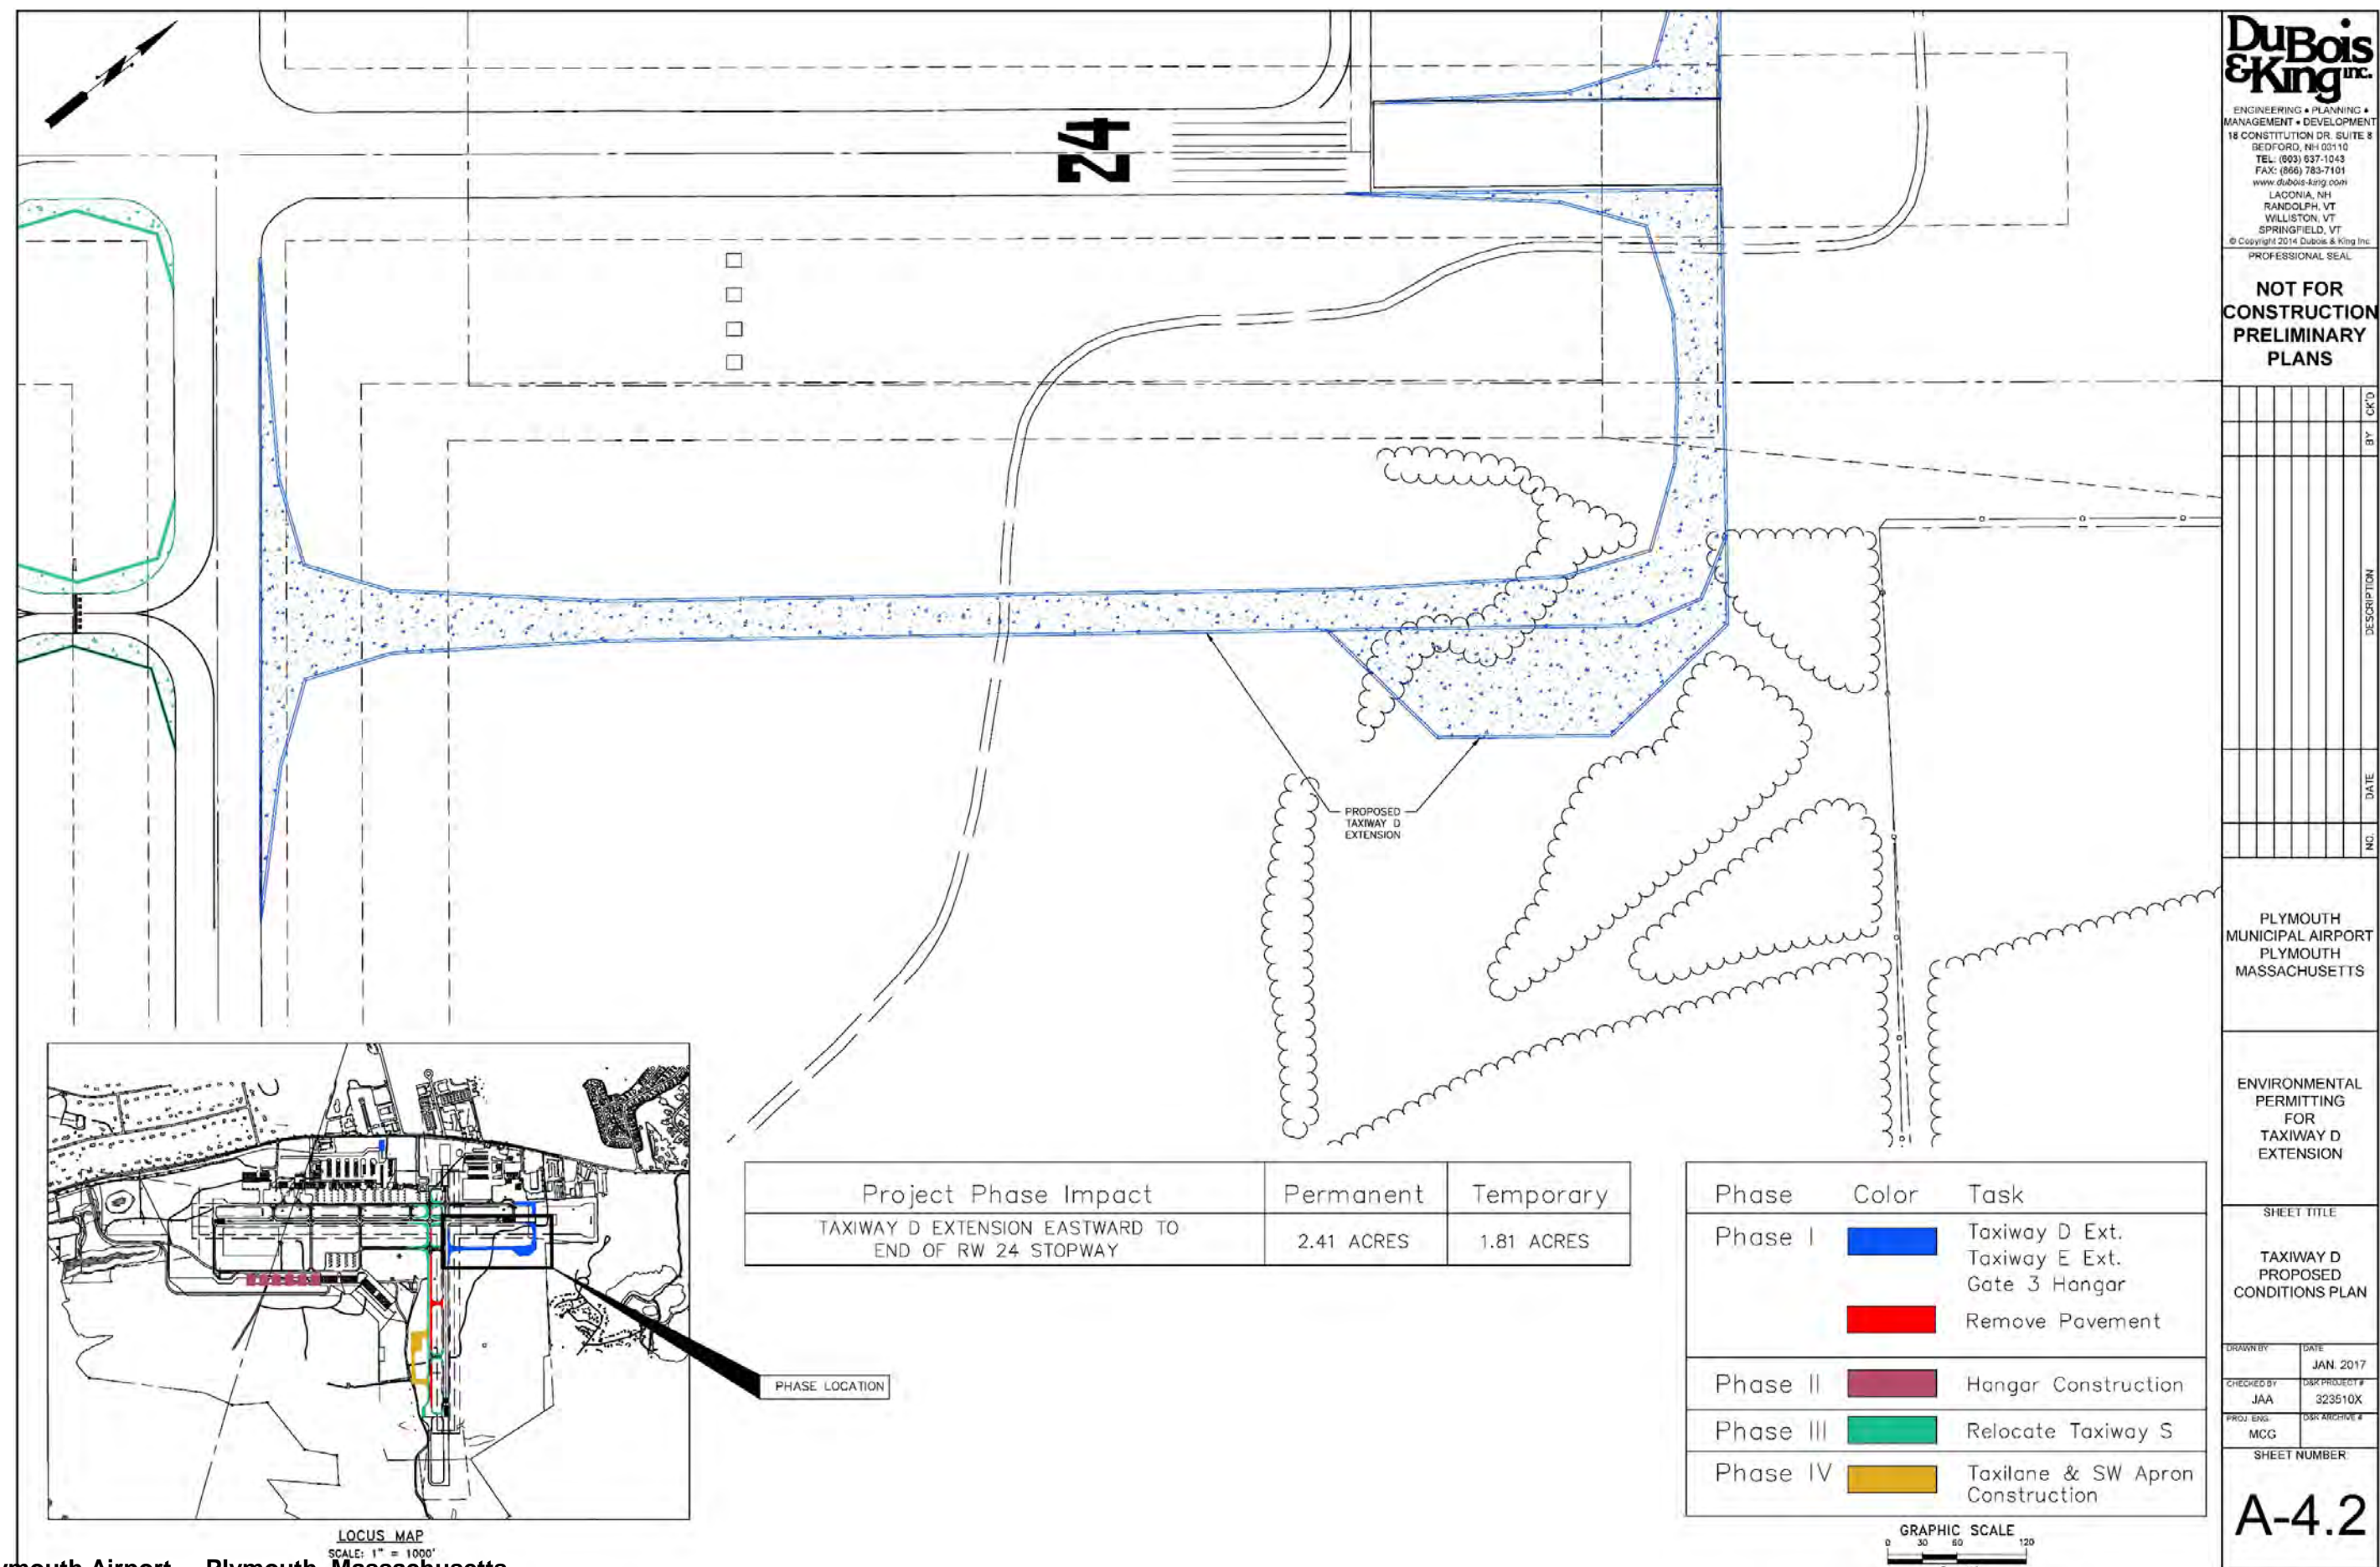 24
PROPOSED
TAXIWAY D
EXTENSION
PHASE LOCATION
LOCUS MAP
SCALE: 1" = 1000'
Plymouth, Massachusetts
Project Phase Impact Permanent Temporary
TAXIWAY D EXTENSION EASTWARD TO
END OF RW 24 STOPWAY
2.41 ACRES 1.81 ACRES
Phase Color Task
Phase I
Taxiway D Ext.
Taxiway E Ext.
Gate 3 Hangar
Remove Pavement
Phase II Hangar Construction
Phase III Relocate Taxiway S
Phase IV Taxilane & SW Apron
Construction
GRAPHIC SCALE
0 30 60 120
DuBois
&King inc.
ENGINEERING • PLANNING •
MANAGEMENT • DEVELOPMENT
18 CONSTITUTION DR. SUITE 8
BEDFORD, NH 03110
TEL: (603) 637-1043
FAX: (866) 783-7101
www.dubois-king.com
LACONIA, NH
RANDOLPH, VT
WILLISTON, VT
SPRINGFIELD, VT
© Copyright 2014 Dubois & King Inc
PROFESSIONAL SEAL
NOT FOR
CONSTRUCTION
PRELIMINARY
PLANS
NO. DATE DESCRIPTION BY CK'D
PLYMOUTH
MUNICIPAL AIRPORT
PLYMOUTH
MASSACHUSETTS
ENVIRONMENTAL
PERMITTING
FOR
TAXIWAY D
EXTENSION
SHEET TITLE
TAXIWAY D
PROPOSED
CONDITIONS PLAN
DRAWN BY DATE
JAN. 2017
CHECKED BY D&K PROJECT #
JAA 323510X
PROJ. ENG. D&K ARCHIVE #
MCG
SHEET NUMBER
A-4.2